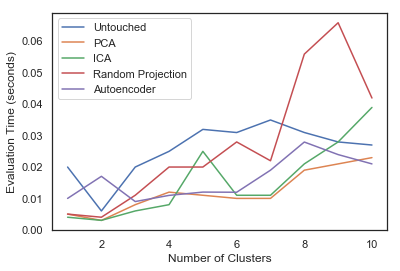 Untouched
PCA
ICA
Random Projection
Autoencoder
Evaluation Time (seconds)
0.06
0.05
0.04
0.03
0.02
0.01
0.00
2 4 6 8 10
Number of Clusters